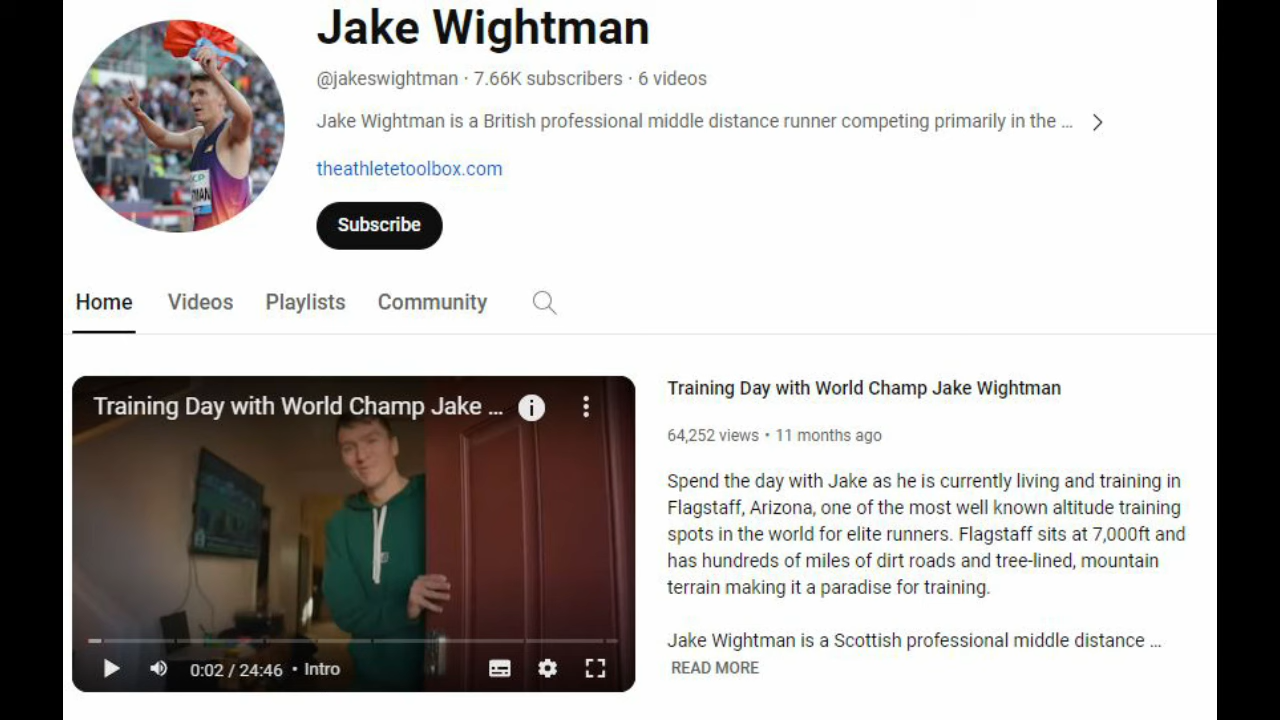 Jake Wightman
@jakeswightman · 7.66K subscribers · 6 videos
Jake Wightman is a British professional middle distance runner competing primarily in the ...
theathletetoolbox.com
Subscribe
Home Videos Playlists Community
Training Day with World Champ Jake ...
0:02 / 24:46 • Intro
Training Day with World Champ Jake Wightman
64,252 views • 11 months ago
Spend the day with Jake as he is currently living and training in
Flagstaff, Arizona, one of the most well known altitude training
spots in the world for elite runners. Flagstaff sits at 7,000ft and
has hundreds of miles of dirt roads and tree-lined, mountain
terrain making it a paradise for training.
Jake Wightman is a Scottish professional middle distance ...
READ MORE